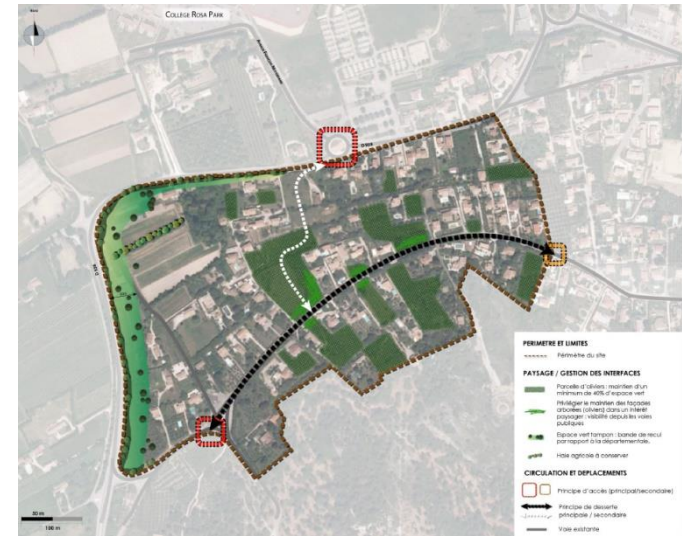 COLLEGE ROSA PARK
PERIMETRE ET LIMITES
Périmètre du site
PAYSAGE / GESTION DES INTERFACES
Parcelle d'oliviers : maintien d'un
minimum de 60% d'espace vert
Privilégier le maintien des façades
arborées (oliviers) dans un intérêt
paysager : visibilité depuis les voies
publiques
Espace vert tampon : bande de recul
par rapport à la départementale.
Haie agricole à conserver
CIRCULATION ET DEPLACEMENTS
Principe d'accès (principal/secondaire)
Principe de desserte
principale / secondaire
Voie existante
50 m
100 m